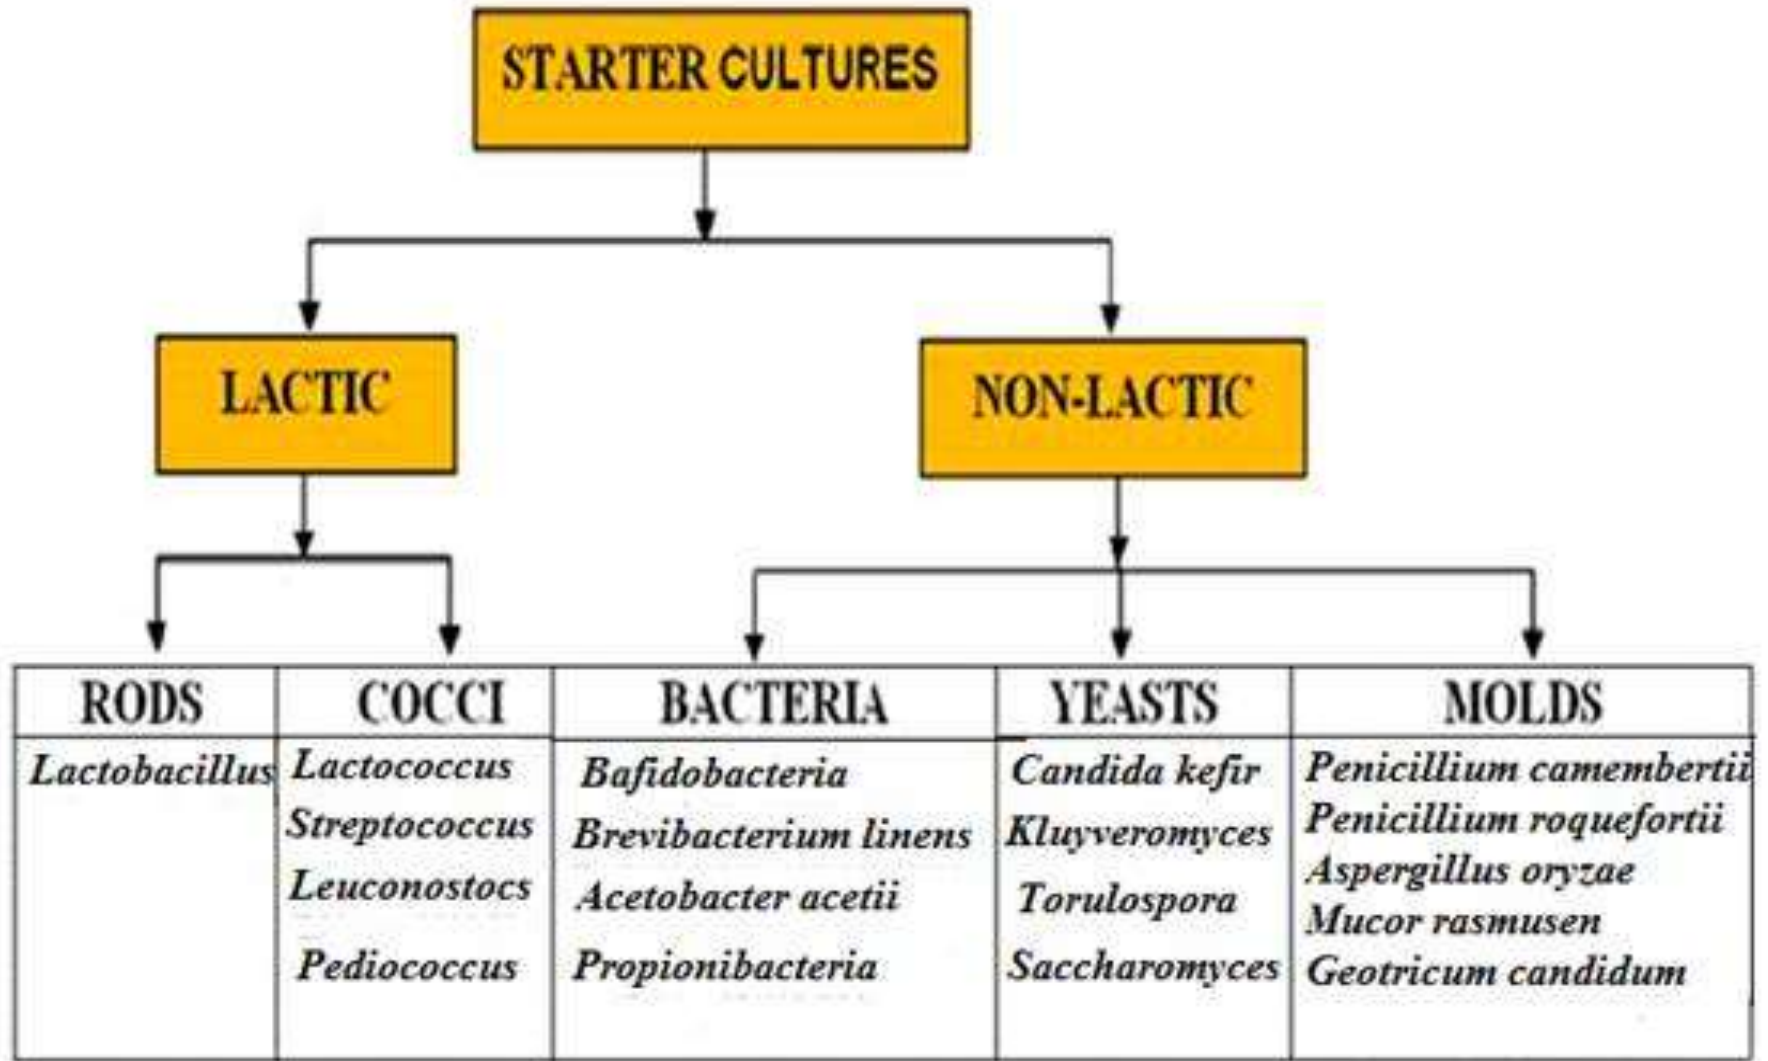 STARTER CULTURES
LACTIC
NON-LACTIC
RODS
Lactobacillus
COCCI
Lactococcus
Streptococcus
Leuconostocs
Pediococcus
BACTERIA
Bafidobacteria
Brevibacterium linens
Acetobacter acetii
Propionibacteria
YEASTS
Candida kefir
Kluyveromyces
Torulospora
Saccharomyces
MOLDS
Penicillium camembertii
Penicillium roquefortii
Aspergillus oryzae
Mucor rasmusen
Geotricum candidum